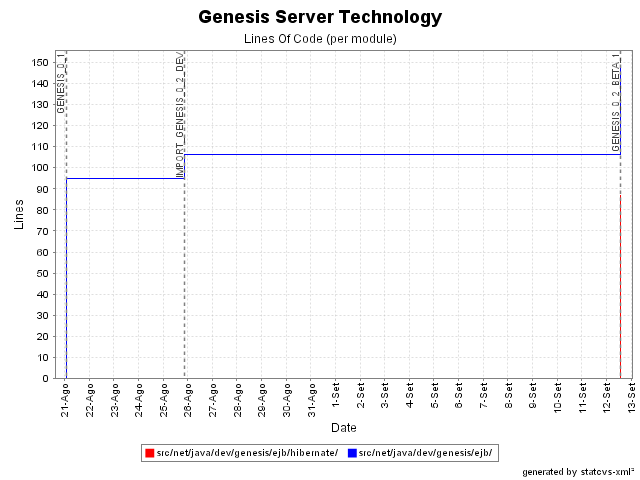 Genesis Server Technology
Lines Of Code (per module)
GENESIS_0_1
IMPORT_GENESIS_0_2_DEV
GENESIS_0_2_BETA_1
Lines
150
140
130
120
110
100
90
80
70
60
50
40
30
20
10
0
21-Ago
22-Ago
23-Ago
24-Ago
25-Ago
26-Ago
27-Ago
28-Ago
29-Ago
30-Ago
31-Ago
1-Set
2-Set
3-Set
4-Set
5-Set
6-Set
7-Set
8-Set
9-Set
10-Set
11-Set
12-Set
13-Set
Date
src/net/java/dev/genesis/ejb/hibernate/
src/net/java/dev/genesis/ejb/
generated by statcvs-xml²